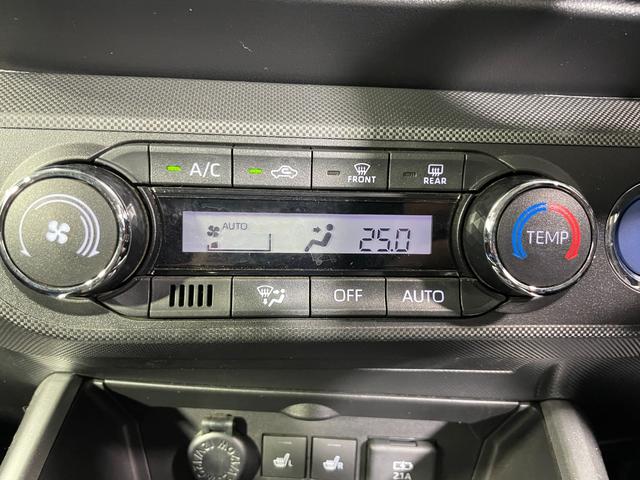 A/C
FRONT
REAR
AUTO
25.0
TEMP
OFF
AUTO
L
R
2.1A